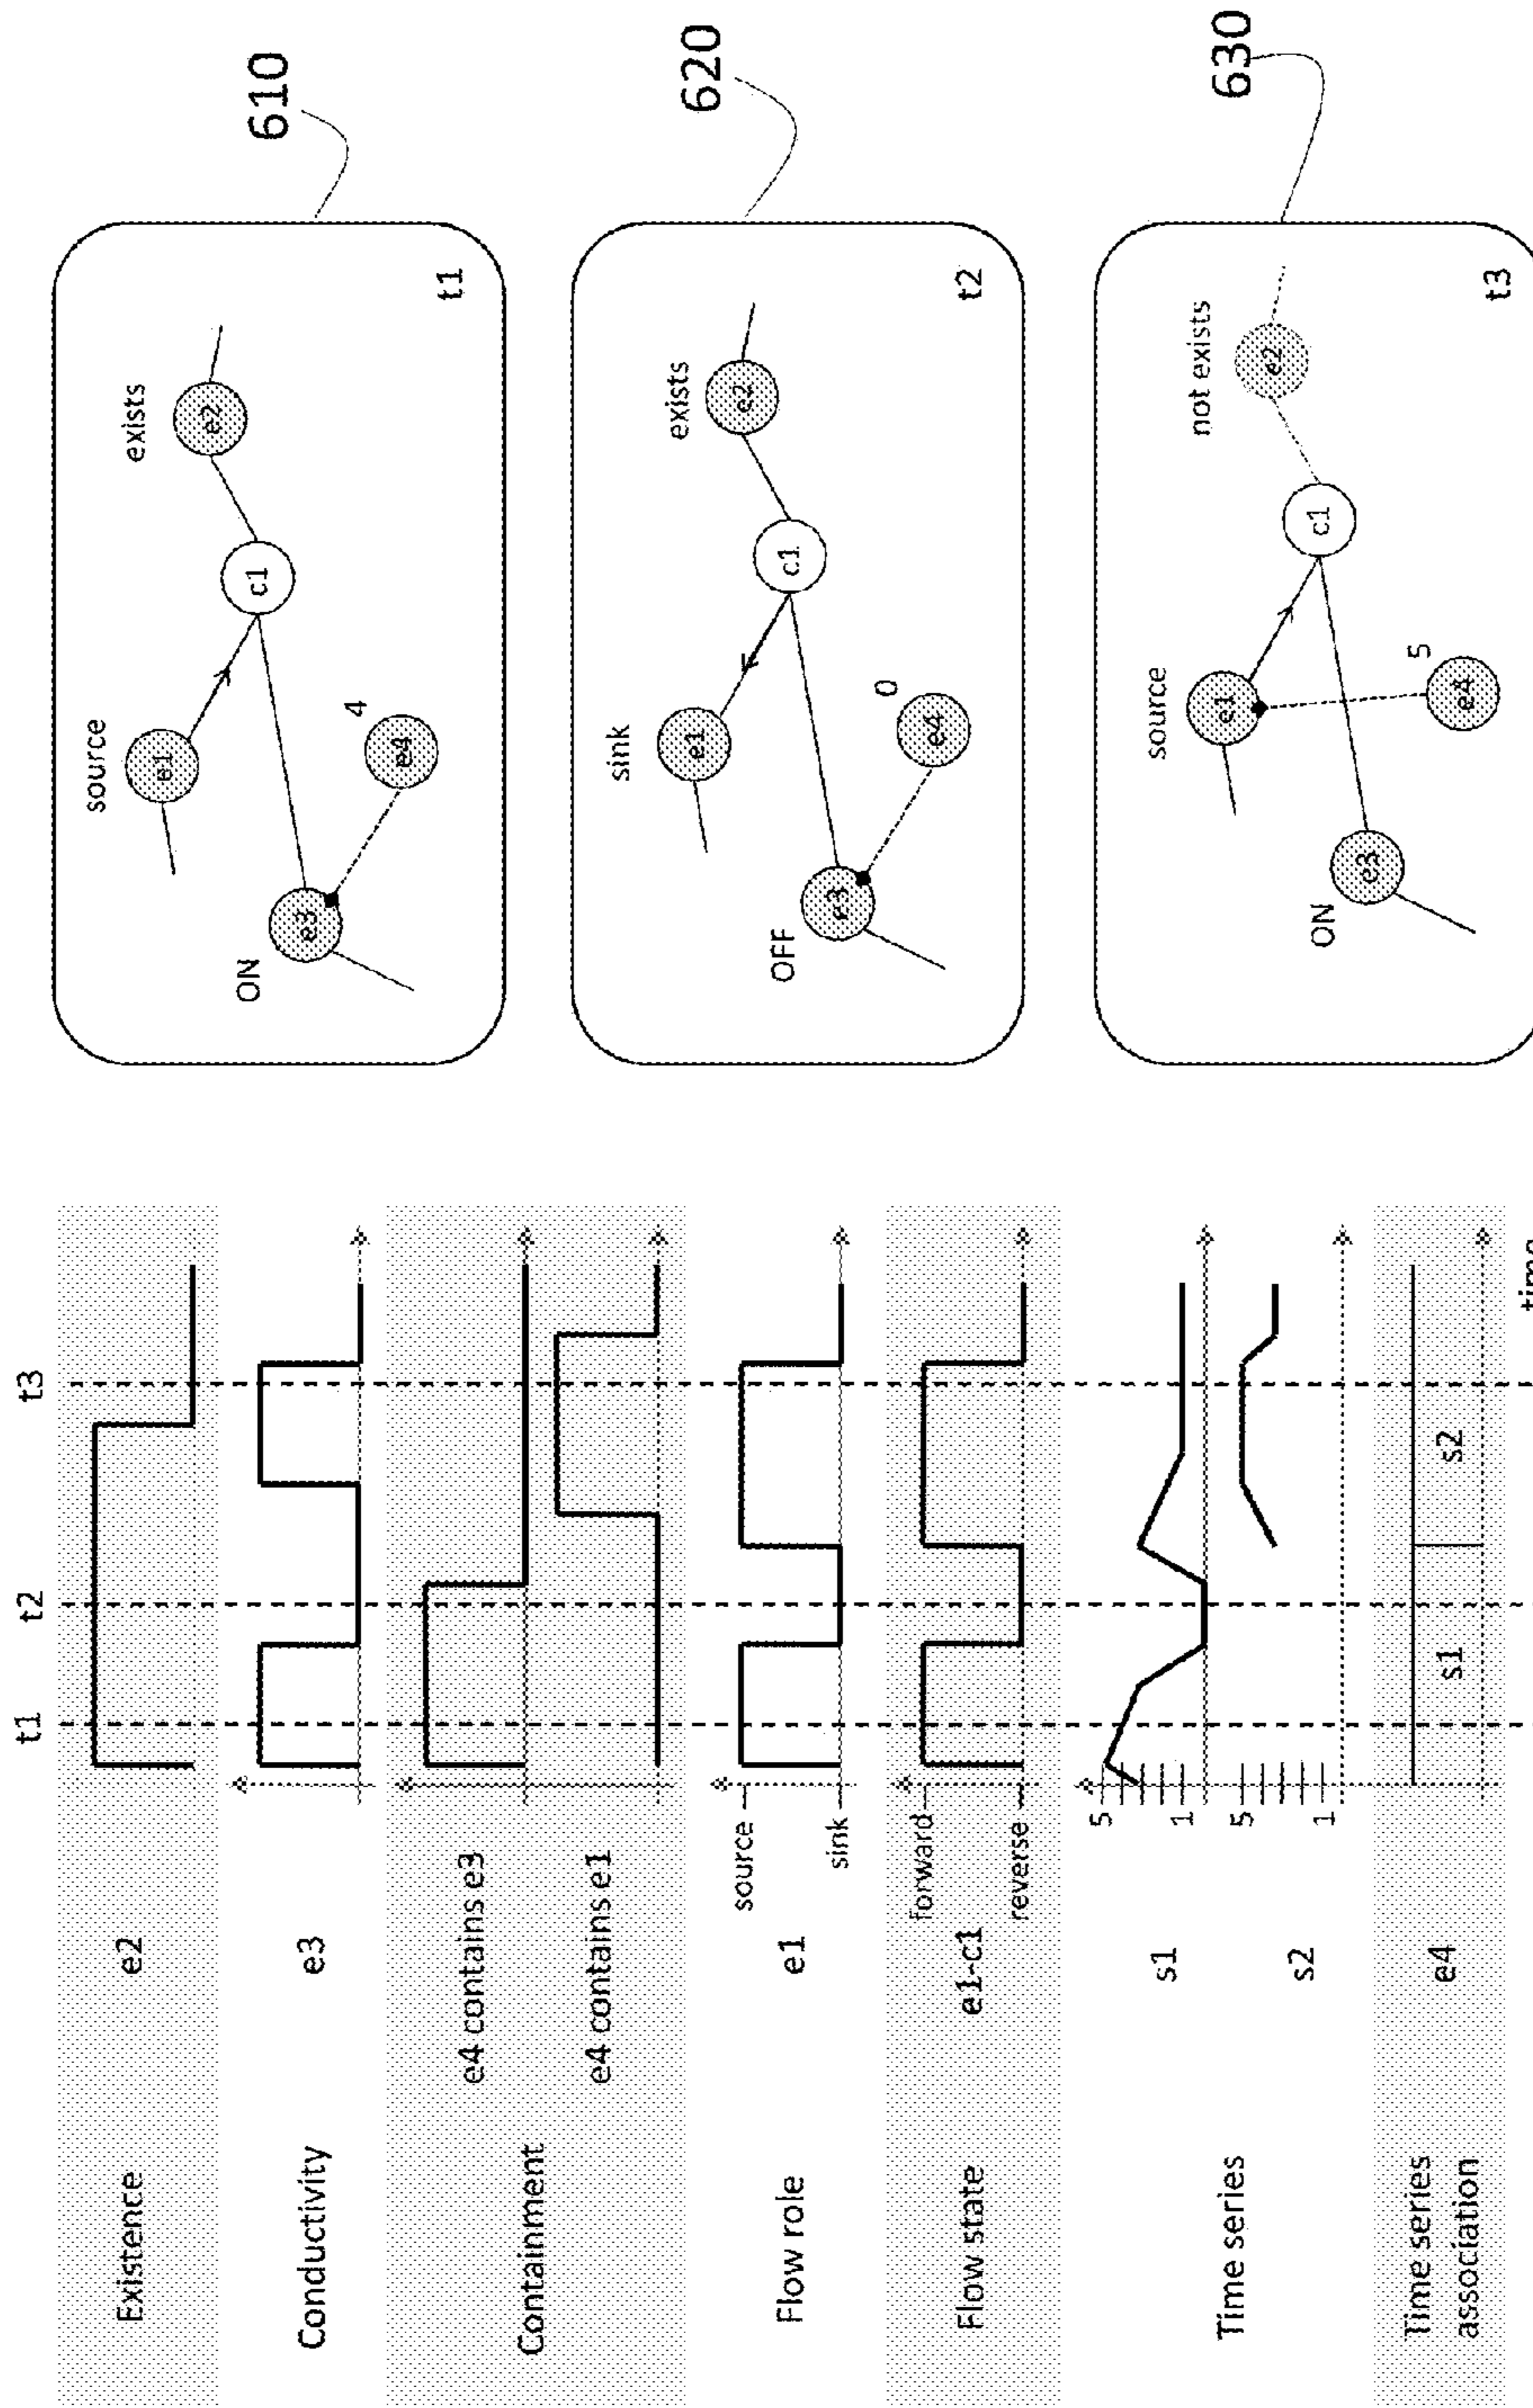 t1
t2
t3
Existence
e2
Conductivity
e3
Containment
e4 contains e3
e4 contains e1
Flow role
e1
source
sink
Flow state
e1-c1
forward
reverse
Time series
s1
5
1
s2
5
1
Time series
association
e4
s1
s2
time
610
source
exists
e1
e2
c1
ON
e3
4
e4
t1
620
sink
exists
e1
e2
c1
OFF
e3
0
e4
t2
630
source
not exists
e1
e2
c1
ON
e3
5
e4
t3